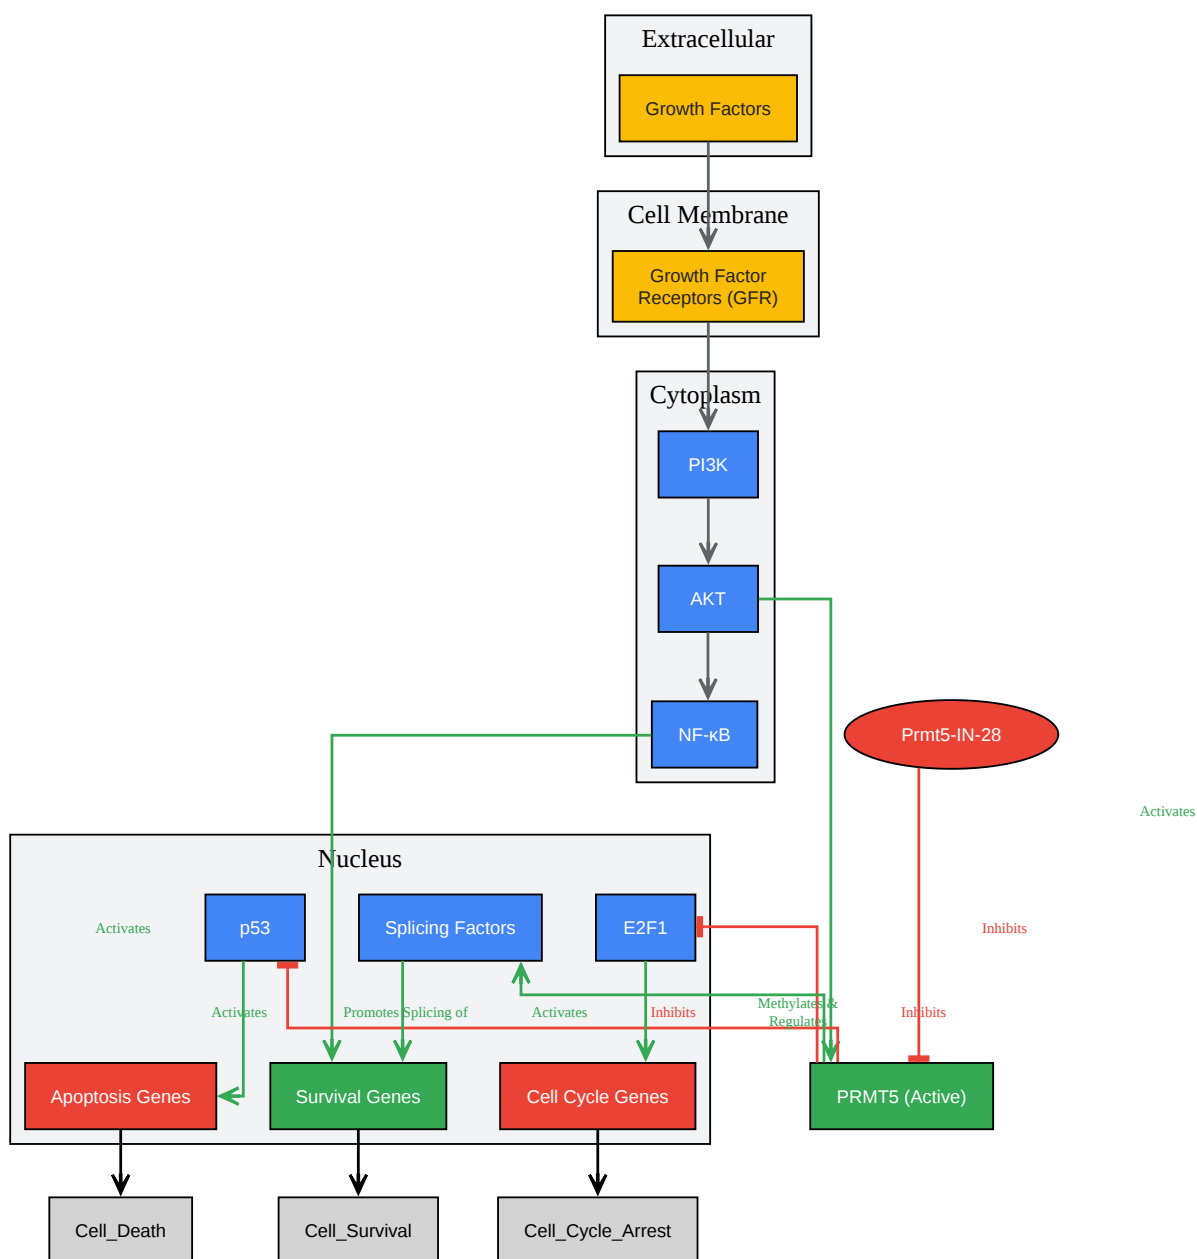 Extracellular
Growth Factors
Cell Membrane
Growth Factor
Receptors (GFR)
Cytoplasm
PI3K
AKT
NF-κB
Prmt5-IN-28
Activates
Nucleus
p53
Splicing Factors
E2F1
Activates
Inhibits
Activates
Promotes Splicing of
Activates
Inhibits
Methylates &
Regulates
Inhibits
Apoptosis Genes
Survival Genes
Cell Cycle Genes
PRMT5 (Active)
Cell_Death
Cell_Survival
Cell_Cycle_Arrest